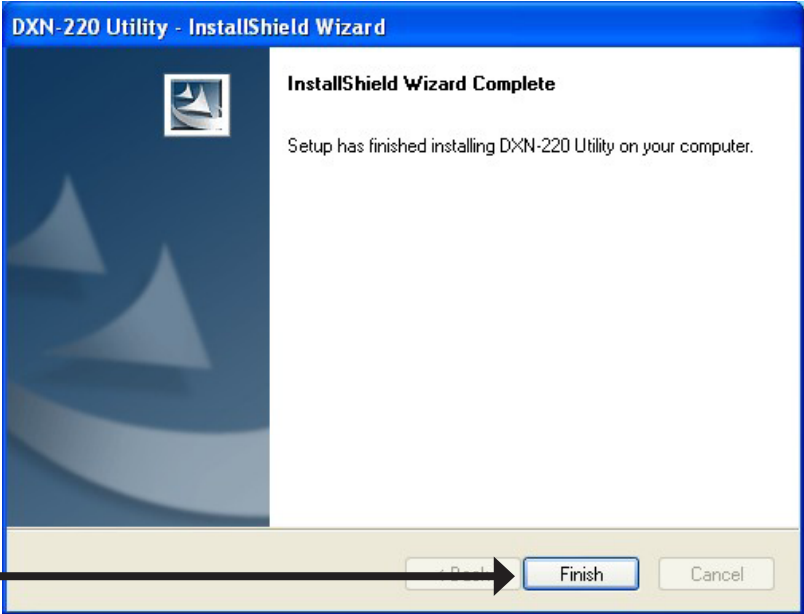 DXN-220 Utility - InstallShield Wizard
InstallShield Wizard Complete
Setup has finished installing DXN-220 Utility on your computer.
Finish Cancel